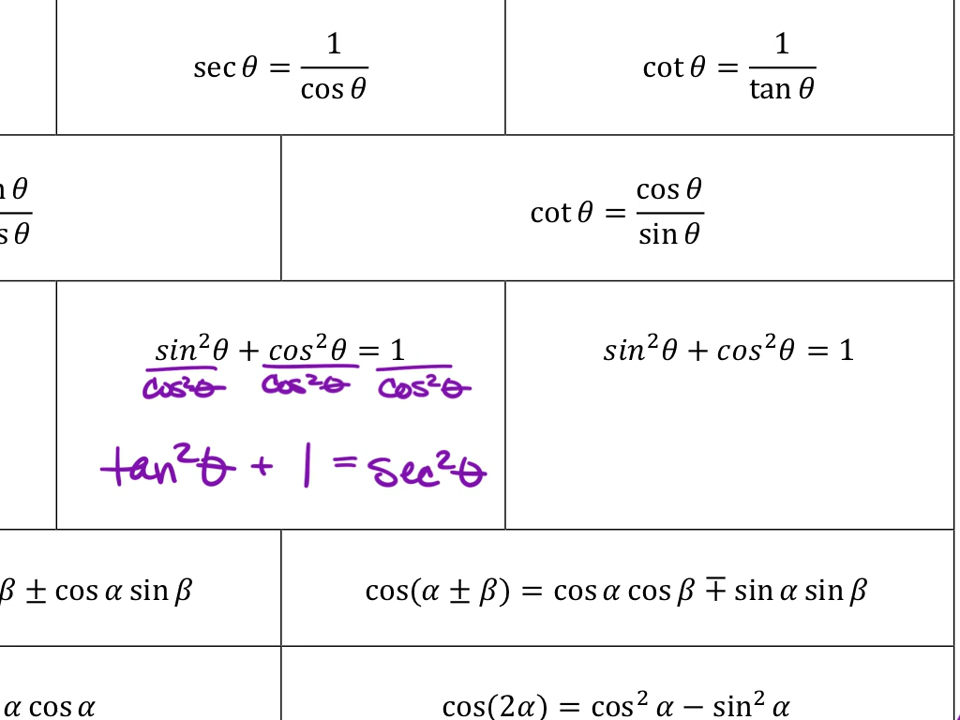 sec θ = 1/cos θ
cot θ = 1/tan θ
n θ/s θ
cot θ = cos θ/sin θ
sin²θ + cos²θ = 1
cos²θ cos²θ cos²θ
tan²θ + 1 = sec²θ
sin²θ + cos²θ = 1
β ± cos α sin β
cos(α ± β) = cos α cos β ∓ sin α sin β
α cos α
cos(2α) = cos² α − sin² α